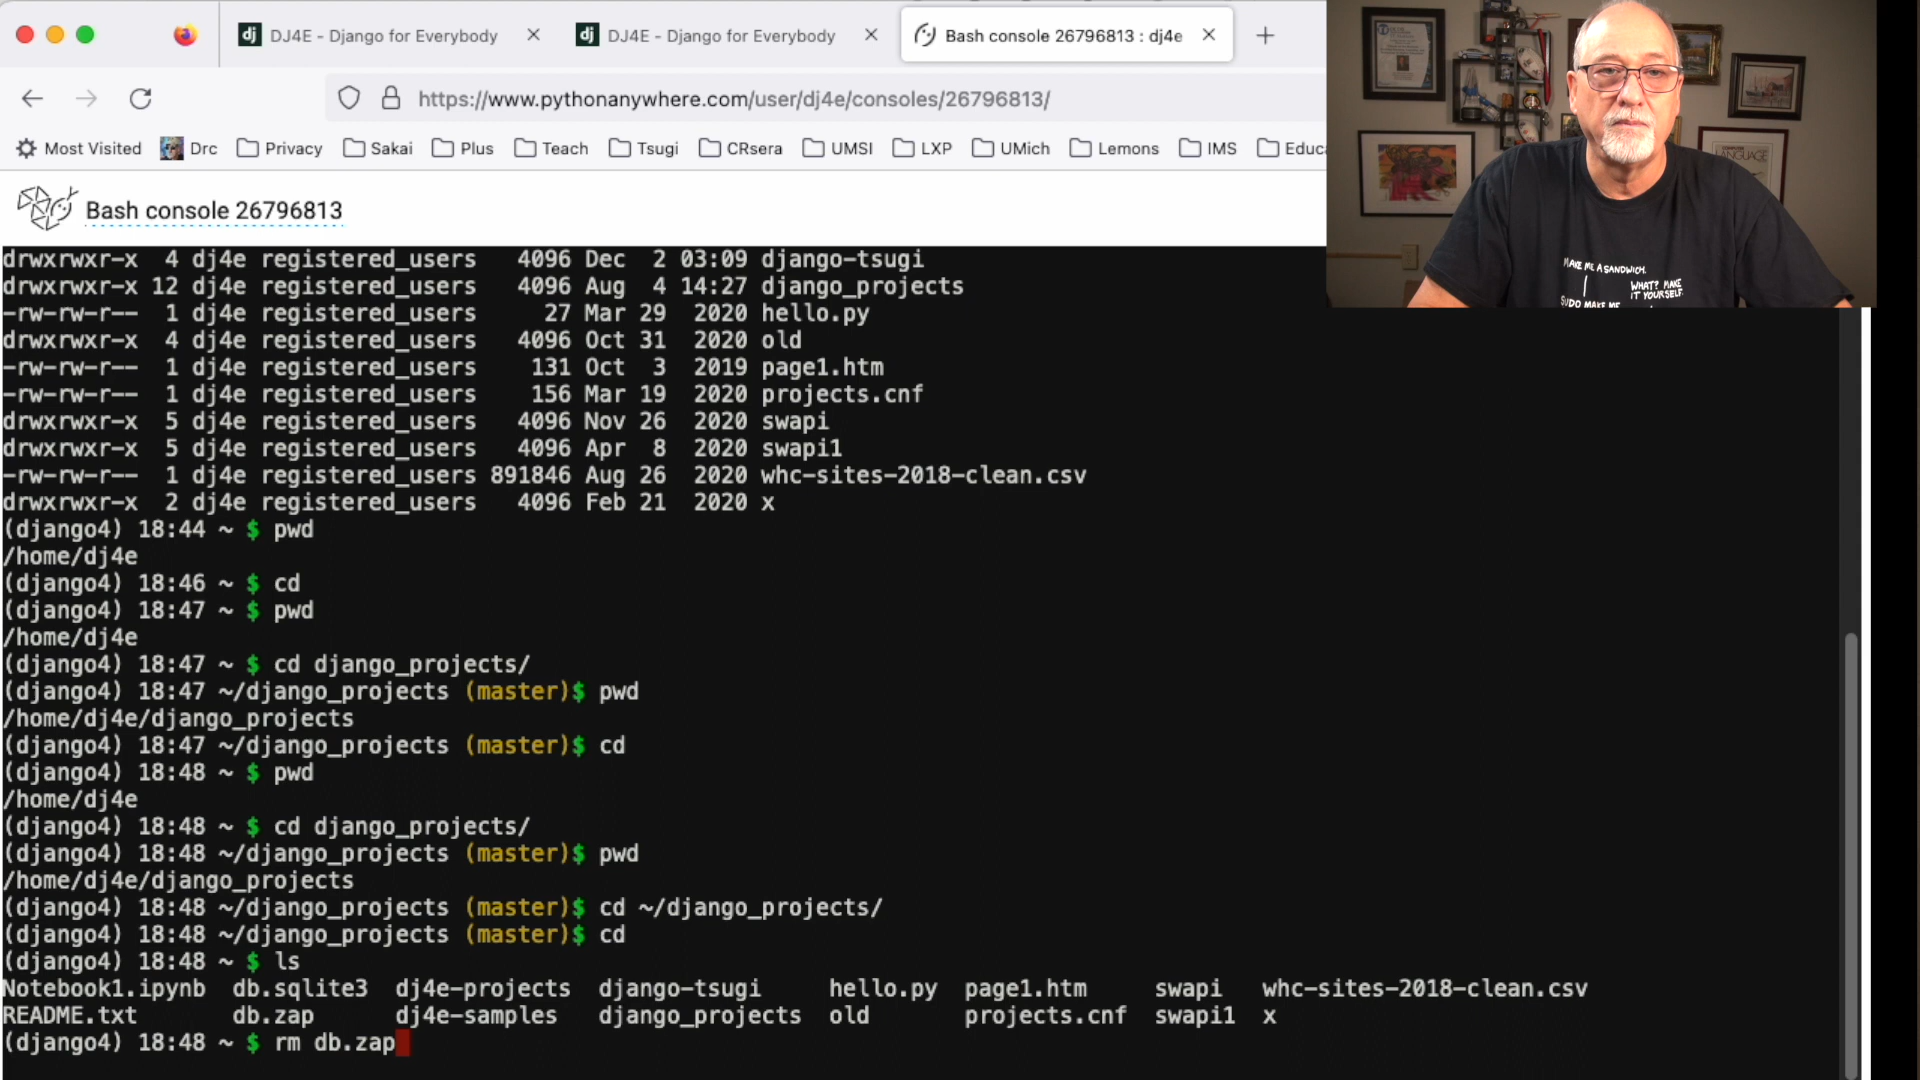 DJ4E - Django for Everybody
DJ4E - Django for Everybody
Bash console 26796813 : dj4e
https://www.pythonanywhere.com/user/dj4e/consoles/26796813/
Most Visited Drc Privacy Sakai Plus Teach Tsugi CRsera UMSI LXP UMich Lemons IMS Educa
Bash console 26796813
MAKE ME A SANDWICH.
WHAT? MAKE
IT YOURSELF.
SUDO MAKE ME
LANGUAGE
drwxrwxr-x 4 dj4e registered_users 4096 Dec 2 03:09 django-tsugi
drwxrwxr-x 12 dj4e registered_users 4096 Aug 4 14:27 django_projects
-rw-rw-r-- 1 dj4e registered_users 27 Mar 29 2020 hello.py
drwxrwxr-x 4 dj4e registered_users 4096 Oct 31 2020 old
-rw-rw-r-- 1 dj4e registered_users 131 Oct 3 2019 page1.htm
-rw-rw-r-- 1 dj4e registered_users 156 Mar 19 2020 projects.cnf
drwxrwxr-x 5 dj4e registered_users 4096 Nov 26 2020 swapi
drwxrwxr-x 5 dj4e registered_users 4096 Apr 8 2020 swapi1
-rw-rw-r-- 1 dj4e registered_users 891846 Aug 26 2020 whc-sites-2018-clean.csv
drwxrwxr-x 2 dj4e registered_users 4096 Feb 21 2020 x
(django4) 18:44 ~ $ pwd
/home/dj4e
(django4) 18:46 ~ $ cd
(django4) 18:47 ~ $ pwd
/home/dj4e
(django4) 18:47 ~ $ cd django_projects/
(django4) 18:47 ~/django_projects (master)$ pwd
/home/dj4e/django_projects
(django4) 18:47 ~/django_projects (master)$ cd
(django4) 18:48 ~ $ pwd
/home/dj4e
(django4) 18:48 ~ $ cd django_projects/
(django4) 18:48 ~/django_projects (master)$ pwd
/home/dj4e/django_projects
(django4) 18:48 ~/django_projects (master)$ cd ~/django_projects/
(django4) 18:48 ~/django_projects (master)$ cd
(django4) 18:48 ~ $ ls
Notebook1.ipynb db.sqlite3 dj4e-projects django-tsugi hello.py page1.htm swapi whc-sites-2018-clean.csv
README.txt db.zap dj4e-samples django_projects old projects.cnf swapi1 x
(django4) 18:48 ~ $ rm db.zap